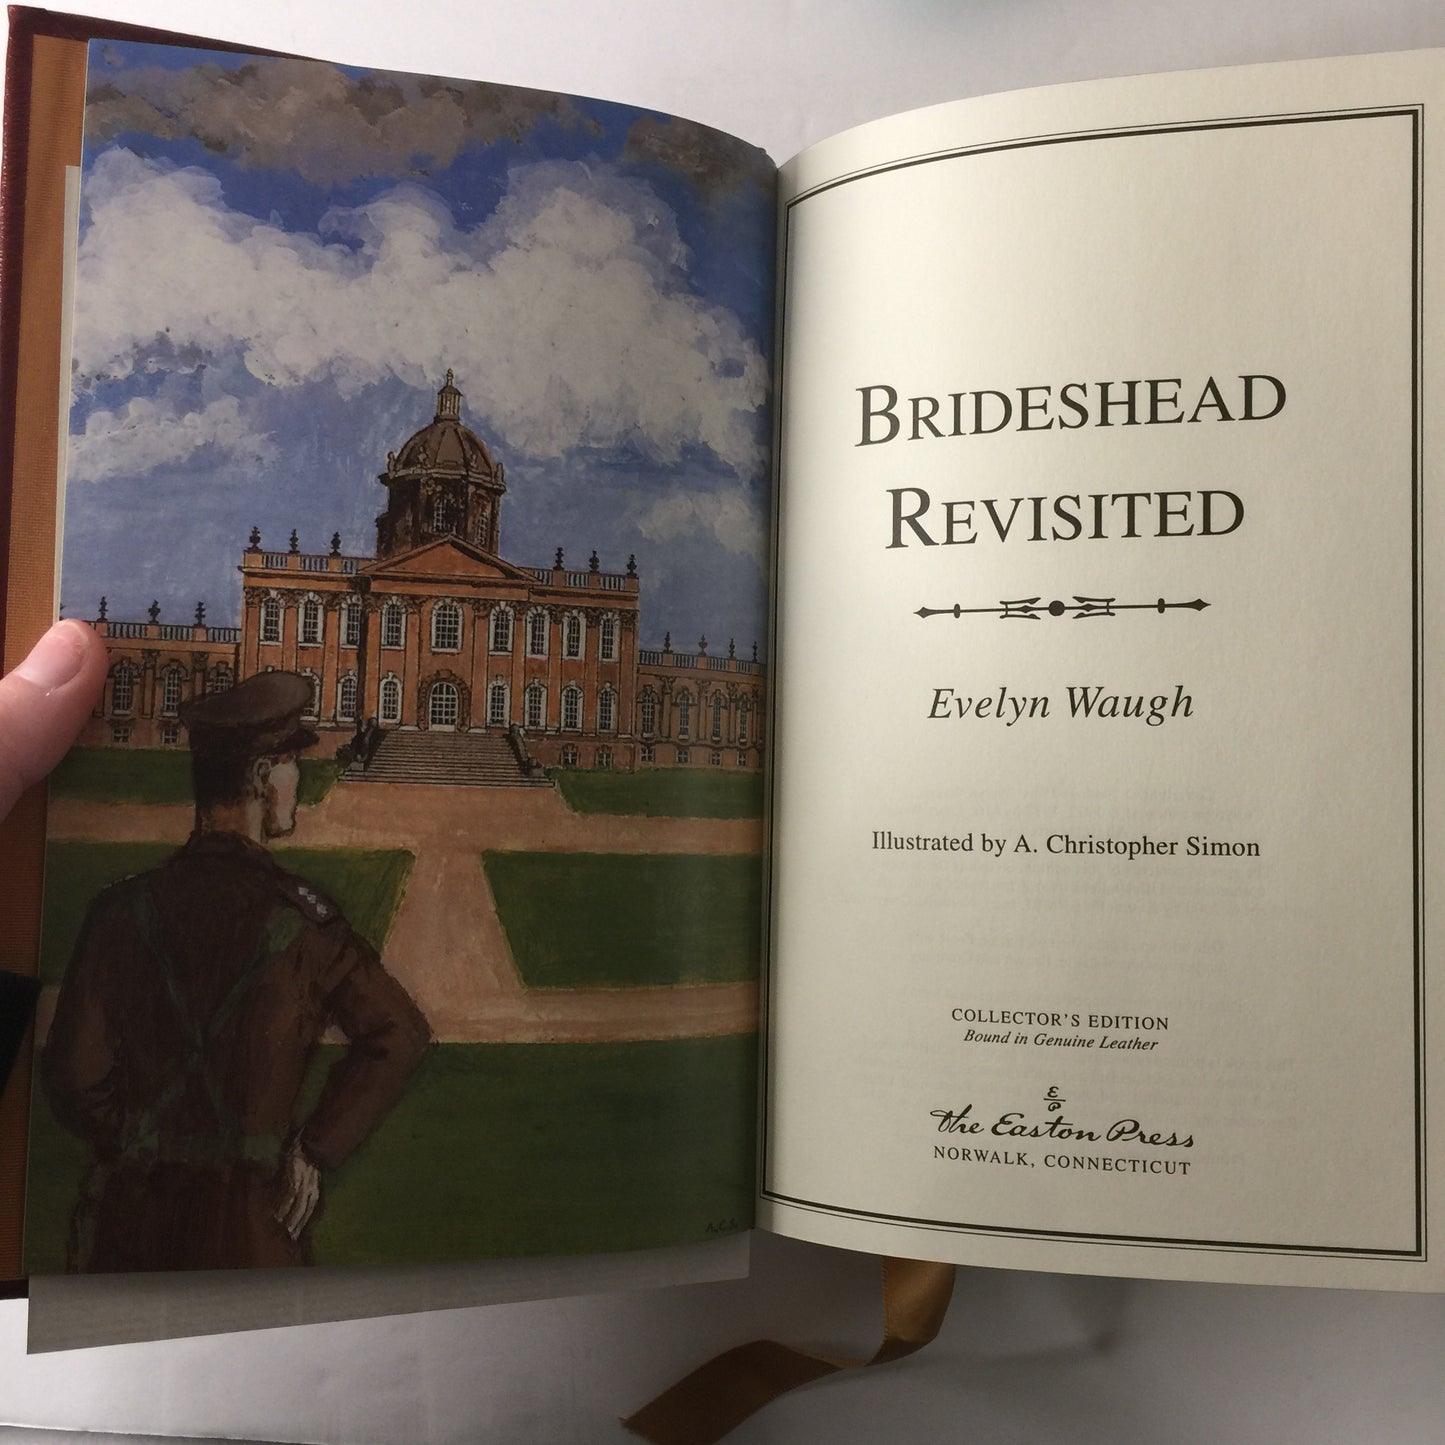 BRIDESHEAD
REVISITED
Evelyn Waugh
Illustrated by A. Christopher Simon
COLLECTOR'S EDITION
Bound in Genuine Leather
E
P
The Easton Press
NORWALK, CONNECTICUT
A.C.S.